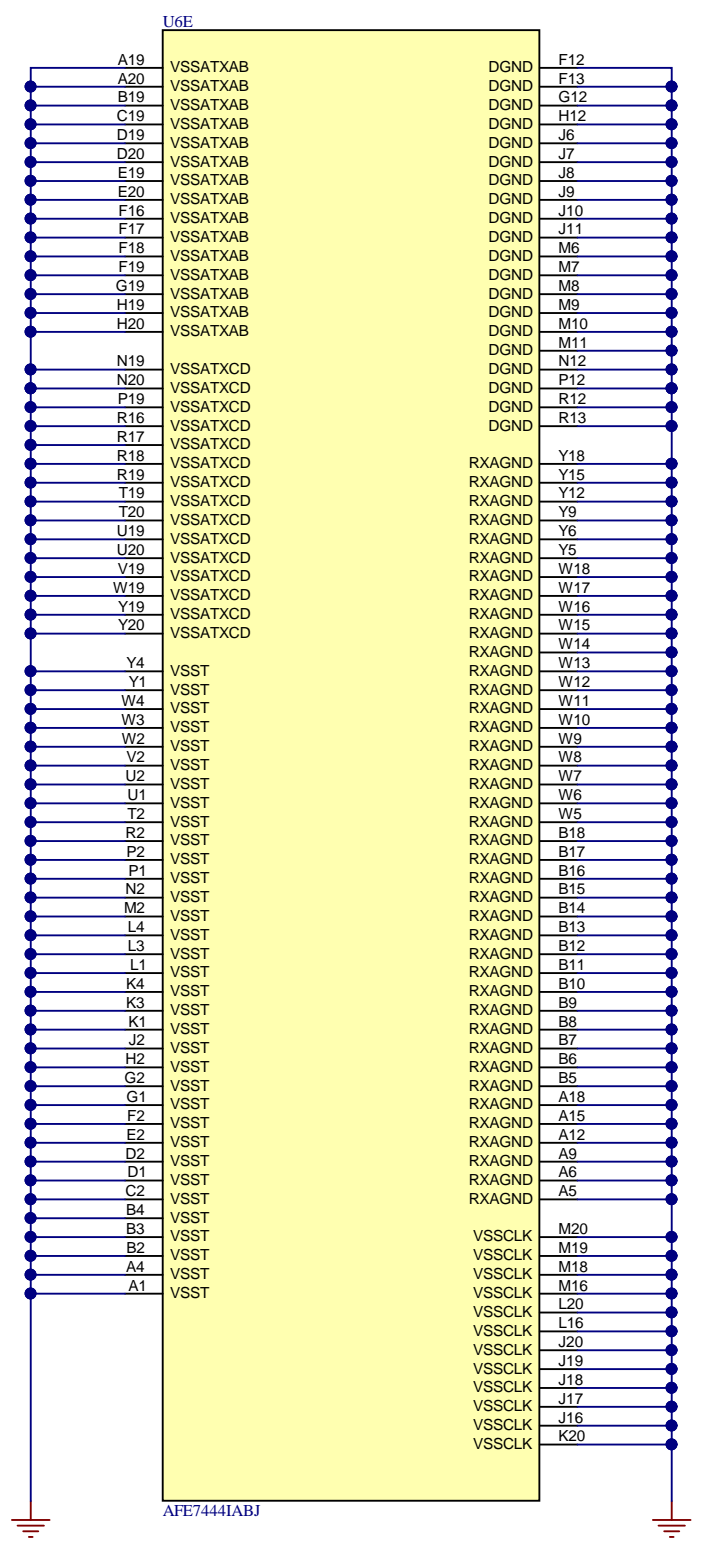 U6E
A19 VSSATXAB DGND F12
A20 VSSATXAB DGND F13
B19 VSSATXAB DGND G12
C19 VSSATXAB DGND H12
D19 VSSATXAB DGND J6
D20 VSSATXAB DGND J7
E19 VSSATXAB DGND J8
E20 VSSATXAB DGND J9
F16 VSSATXAB DGND J10
F17 VSSATXAB DGND J11
F18 VSSATXAB DGND M6
F19 VSSATXAB DGND M7
G19 VSSATXAB DGND M8
H19 VSSATXAB DGND M9
H20 VSSATXAB DGND M10
DGND M11
N19 VSSATXCD DGND N12
N20 VSSATXCD DGND P12
P19 VSSATXCD DGND R12
R16 VSSATXCD DGND R13
R17 VSSATXCD
R18 VSSATXCD RXAGND Y18
R19 VSSATXCD RXAGND Y15
T19 VSSATXCD RXAGND Y12
T20 VSSATXCD RXAGND Y9
U19 VSSATXCD RXAGND Y6
U20 VSSATXCD RXAGND Y5
V19 VSSATXCD RXAGND W18
W19 VSSATXCD RXAGND W17
Y19 VSSATXCD RXAGND W16
Y20 VSSATXCD RXAGND W15
RXAGND W14
Y4 VSST RXAGND W13
Y1 VSST RXAGND W12
W4 VSST RXAGND W11
W3 VSST RXAGND W10
W2 VSST RXAGND W9
V2 VSST RXAGND W8
U2 VSST RXAGND W7
U1 VSST RXAGND W6
T2 VSST RXAGND W5
R2 VSST RXAGND B18
P2 VSST RXAGND B17
P1 VSST RXAGND B16
N2 VSST RXAGND B15
M2 VSST RXAGND B14
L4 VSST RXAGND B13
L3 VSST RXAGND B12
L1 VSST RXAGND B11
K4 VSST RXAGND B10
K3 VSST RXAGND B9
K1 VSST RXAGND B8
J2 VSST RXAGND B7
H2 VSST RXAGND B6
G2 VSST RXAGND B5
G1 VSST RXAGND A18
F2 VSST RXAGND A15
E2 VSST RXAGND A12
D2 VSST RXAGND A9
D1 VSST RXAGND A6
C2 VSST RXAGND A5
B4 VSST
B3 VSST VSSCLK M20
B2 VSST VSSCLK M19
A4 VSST VSSCLK M18
A1 VSST VSSCLK M16
VSSCLK L20
VSSCLK L16
VSSCLK J20
VSSCLK J19
VSSCLK J18
VSSCLK J17
VSSCLK J16
VSSCLK K20
AFE7444IABJ